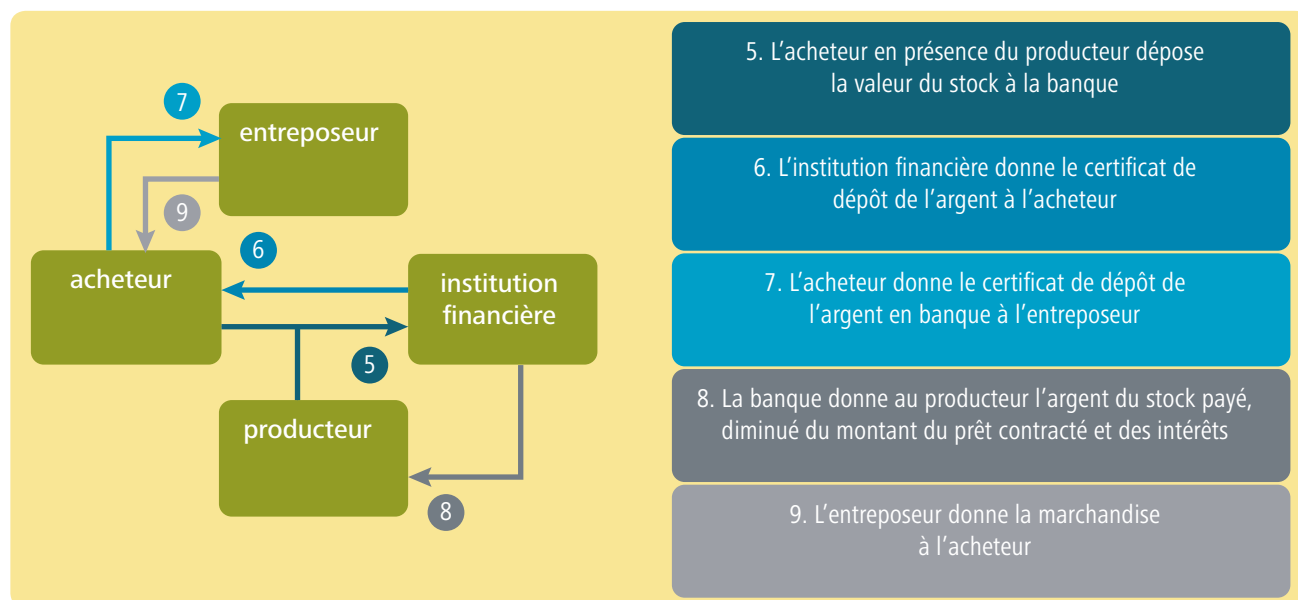 7
entreposeur
9
6
acheteur
institution
financière
5
producteur
8
5. L'acheteur en présence du producteur dépose
la valeur du stock à la banque
6. L'institution financière donne le certificat de
dépôt de l'argent à l'acheteur
7. L'acheteur donne le certificat de dépôt de
l'argent en banque à l'entreposeur
8. La banque donne au producteur l'argent du stock payé,
diminué du montant du prêt contracté et des intérêts
9. L'entreposeur donne la marchandise
à l'acheteur